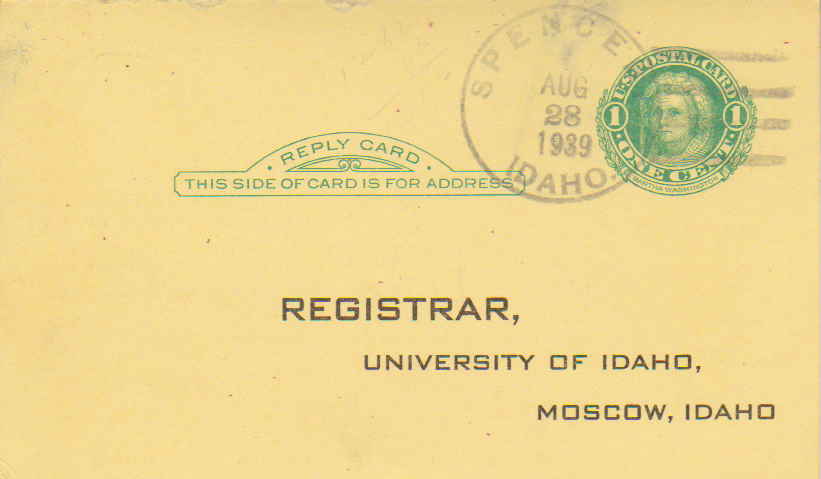 SPENCE
AUG
28
1939
IDAHO
U.S. POSTAL CARD
1 1
ONE CENT
MARTHA WASHINGTON
REPLY CARD
THIS SIDE OF CARD IS FOR ADDRESS
REGISTRAR,
UNIVERSITY OF IDAHO,
MOSCOW, IDAHO